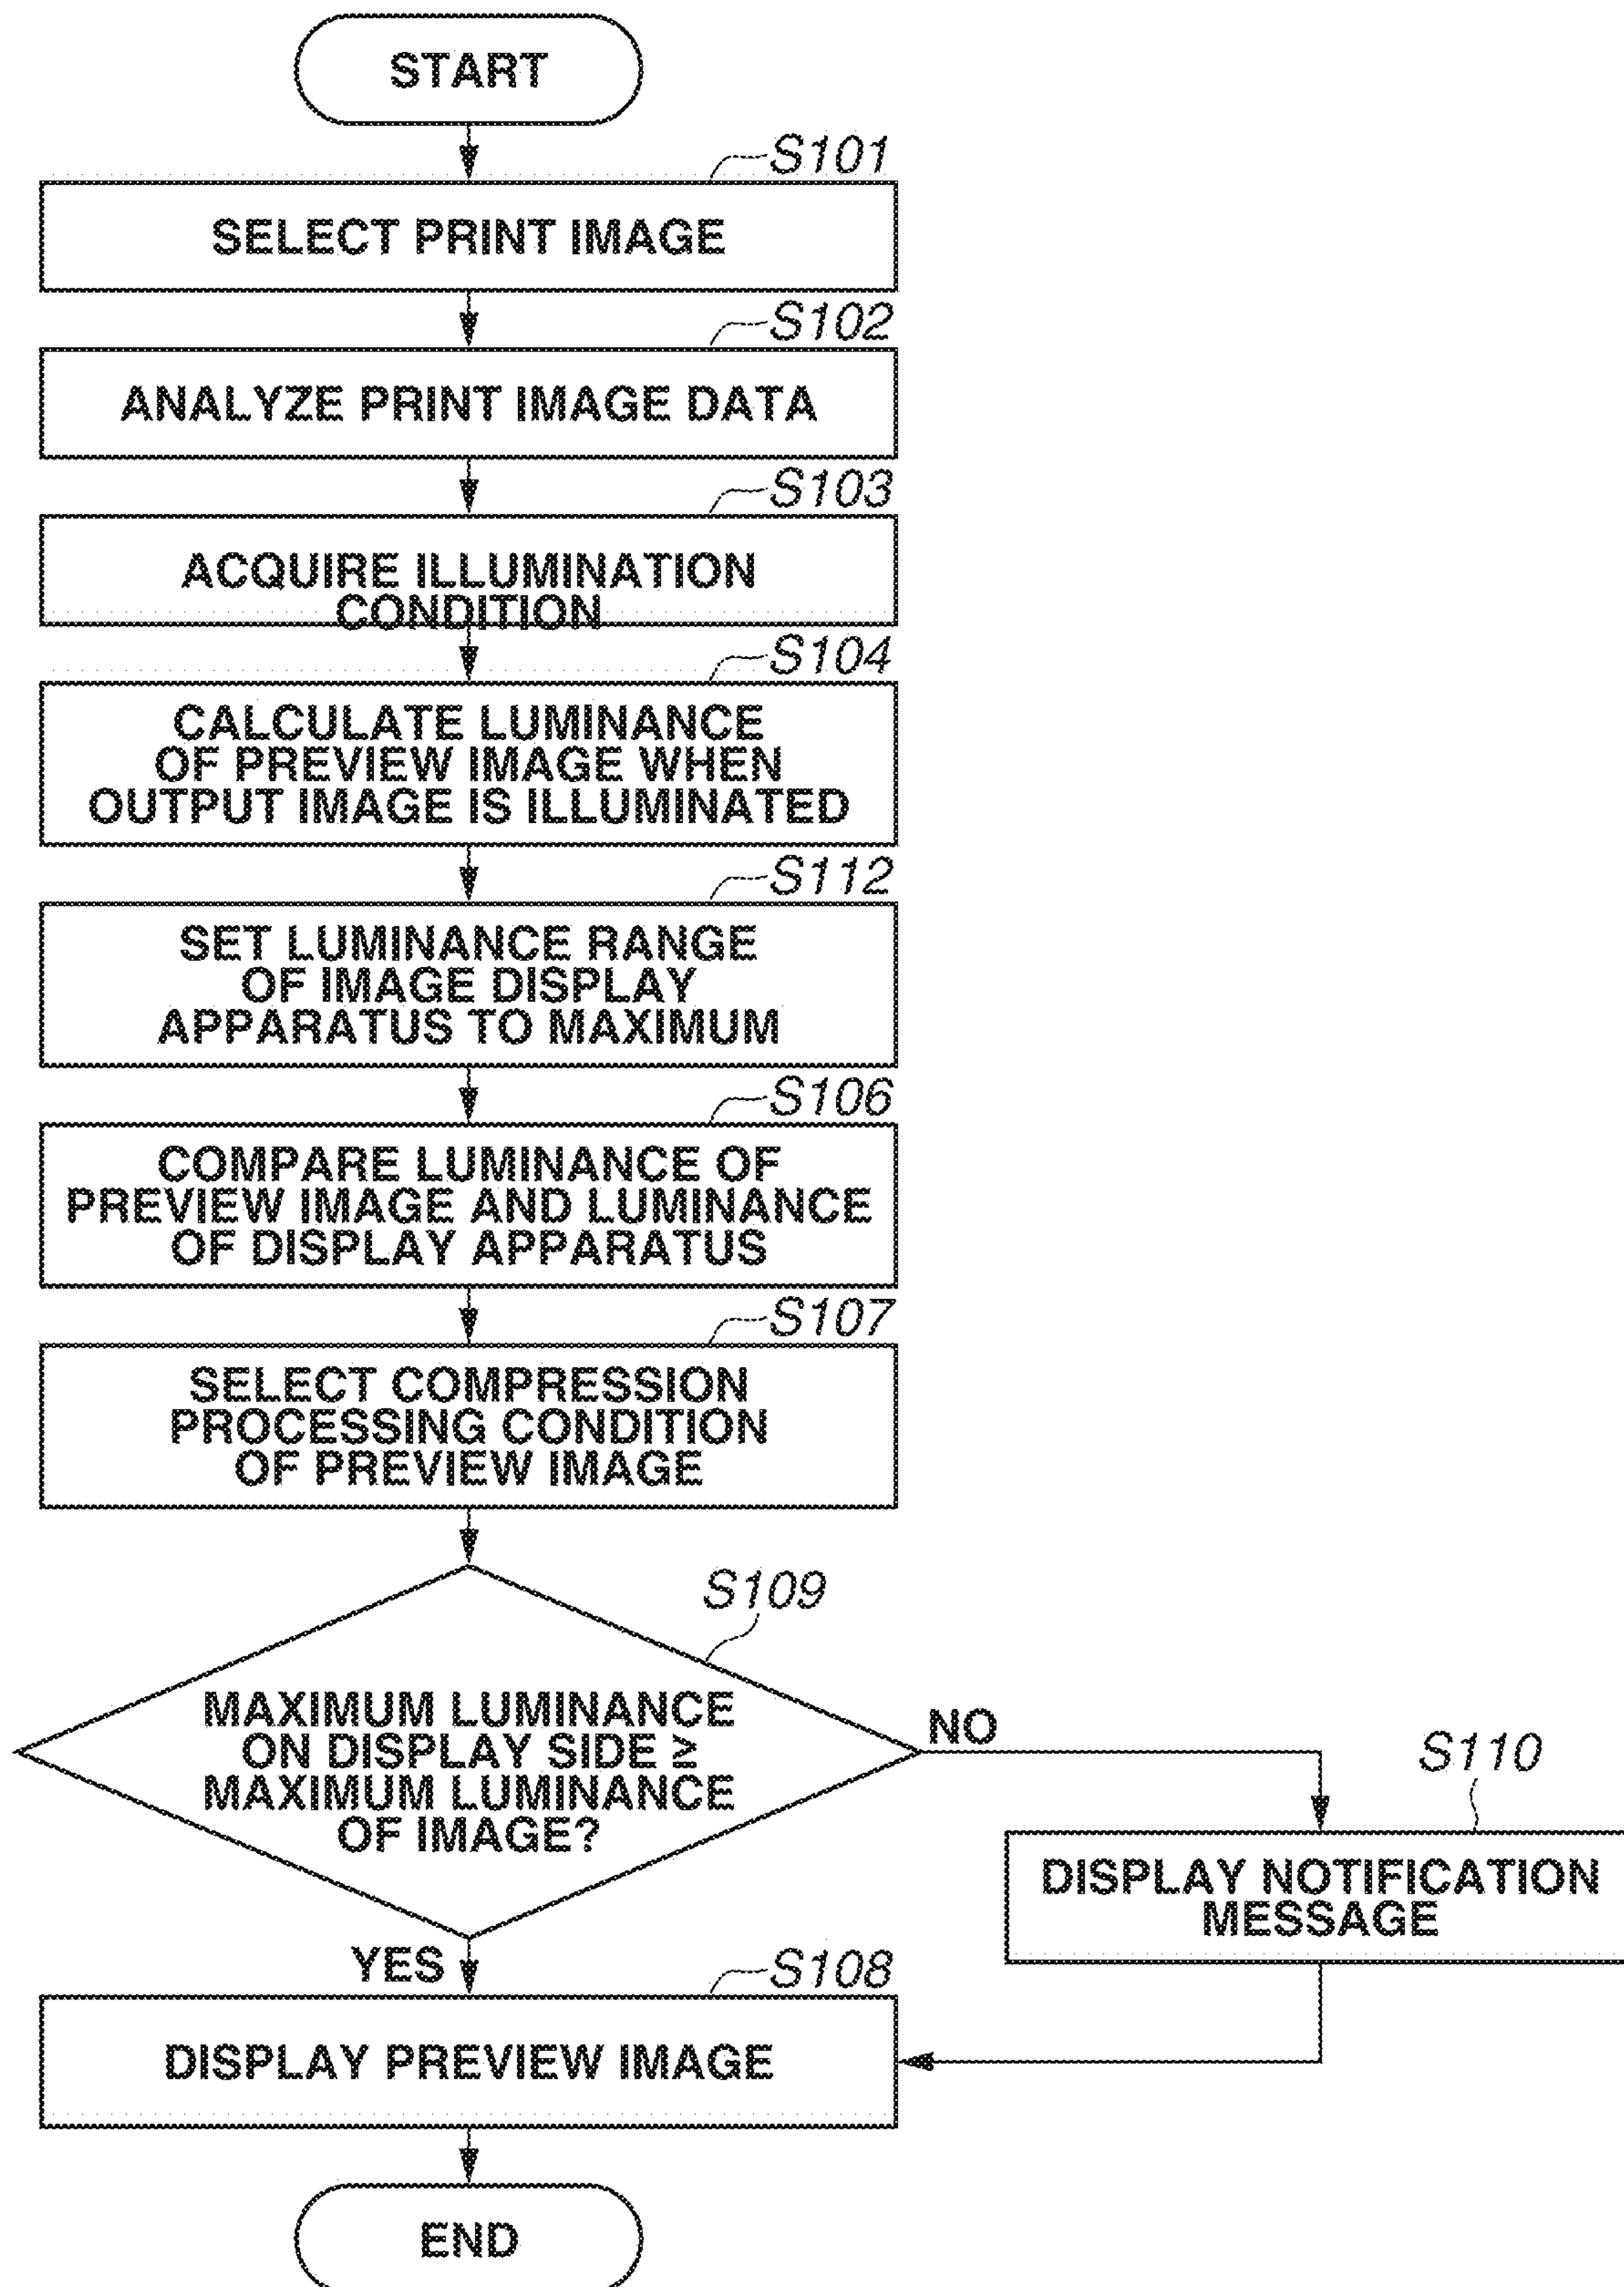 START
S101
SELECT PRINT IMAGE
S102
ANALYZE PRINT IMAGE DATA
S103
ACQUIRE ILLUMINATION
CONDITION
S104
CALCULATE LUMINANCE
OF PREVIEW IMAGE WHEN
OUTPUT IMAGE IS ILLUMINATED
S112
SET LUMINANCE RANGE
OF IMAGE DISPLAY
APPARATUS TO MAXIMUM
S106
COMPARE LUMINANCE OF
PREVIEW IMAGE AND LUMINANCE
OF DISPLAY APPARATUS
S107
SELECT COMPRESSION
PROCESSING CONDITION
OF PREVIEW IMAGE
S109
MAXIMUM LUMINANCE
ON DISPLAY SIDE ≥
MAXIMUM LUMINANCE
OF IMAGE?
NO
S110
DISPLAY NOTIFICATION
MESSAGE
YES
S108
DISPLAY PREVIEW IMAGE
END